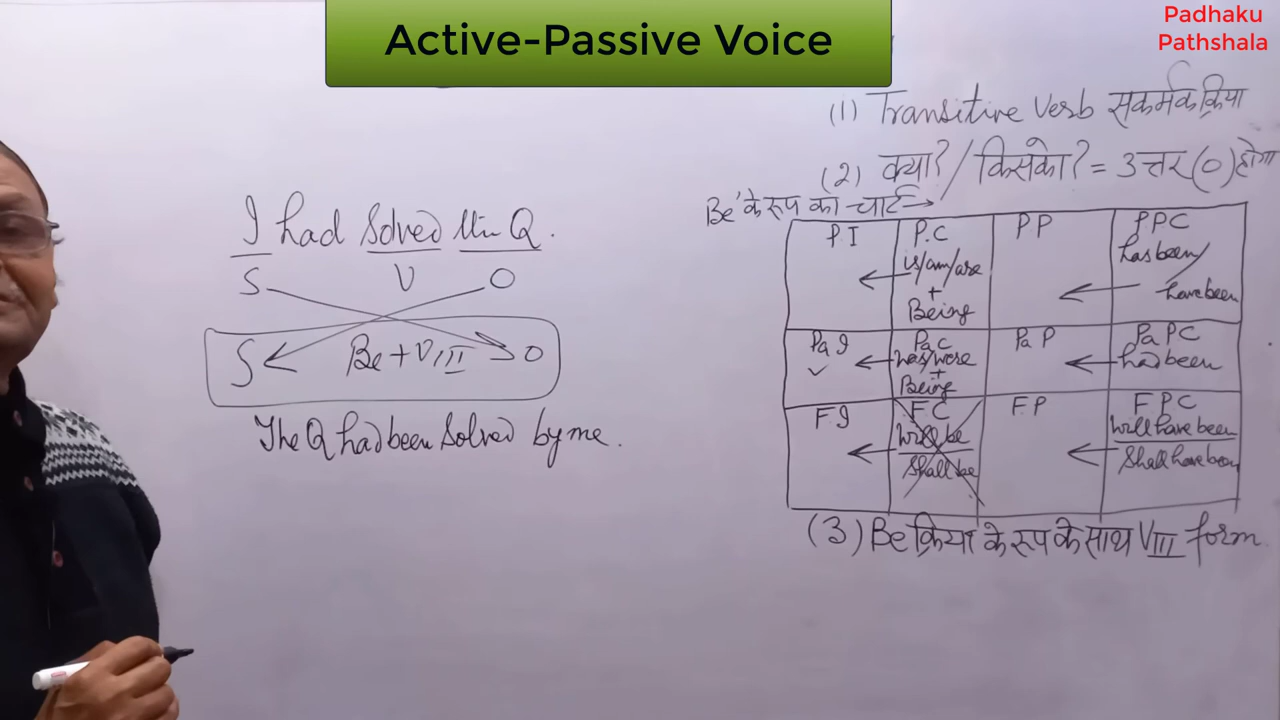 Active-Passive Voice
Padhaku
Pathshala
(1) Transitive Verb सकर्मक क्रिया
(2) क्या? / किसको? = उत्तर (O) होगा
Be' के रूप का चार्ट →
I had Solved the Q.
S V O
S Be + VIII O
The Q had been Solved by me.
P I P.C P P P P C
is/am/are has been/
+ have been
Being
Pa I Pa C Pa P Pa PC
was/were had been
+
Being
F.I F C F P F P C
will be will have been
Shall be Shall have been
(3) Be क्रिया के रूप के साथ VIII form.